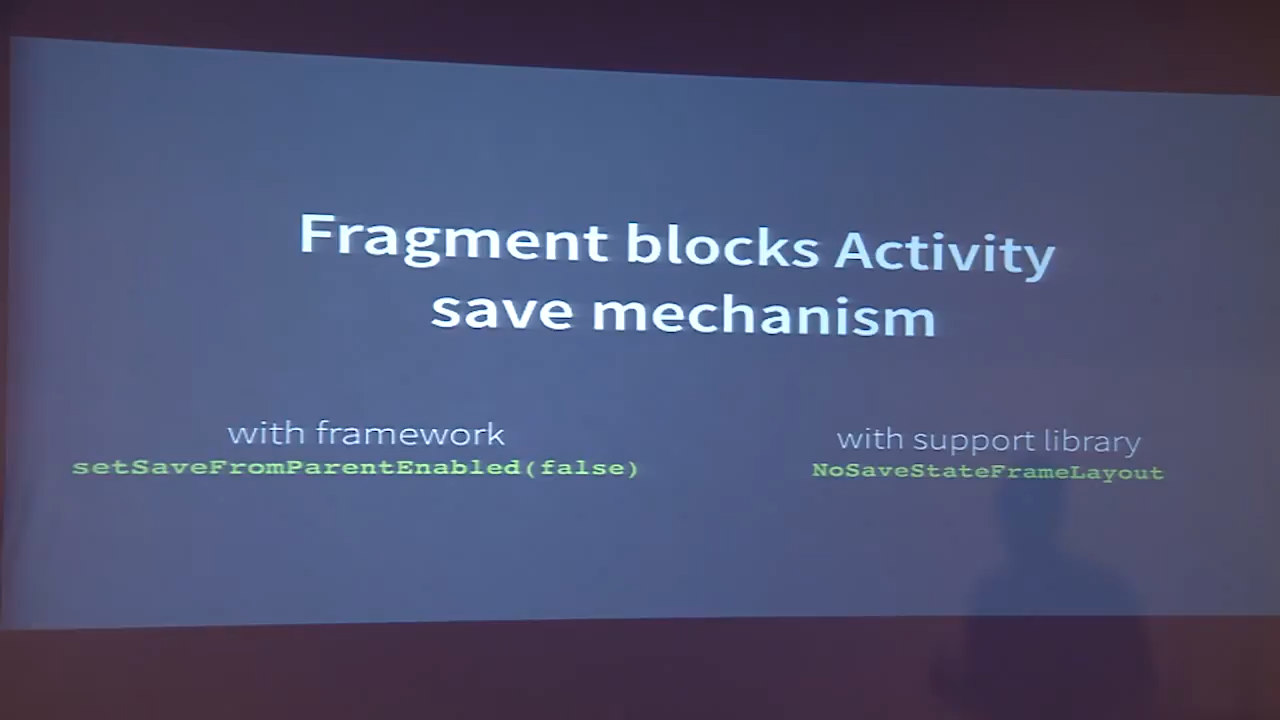 Fragment blocks Activity
save mechanism
with framework
setSaveFromParentEnabled(false)
with support library
NoSaveStateFrameLayout